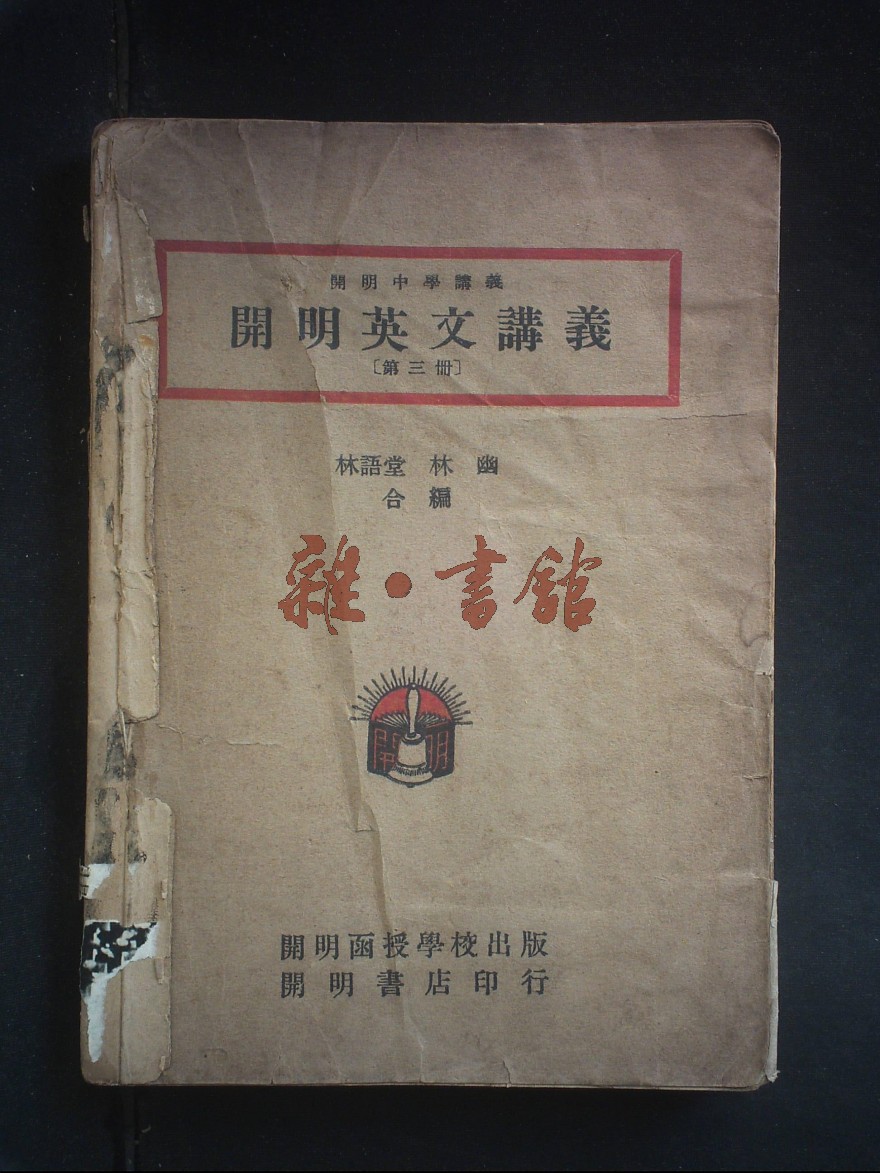 開明中學講義
開明英文講義
〔第三冊〕
林語堂 林幽
合編
雜·書館
開明
開明函授學校出版
開明書店印行